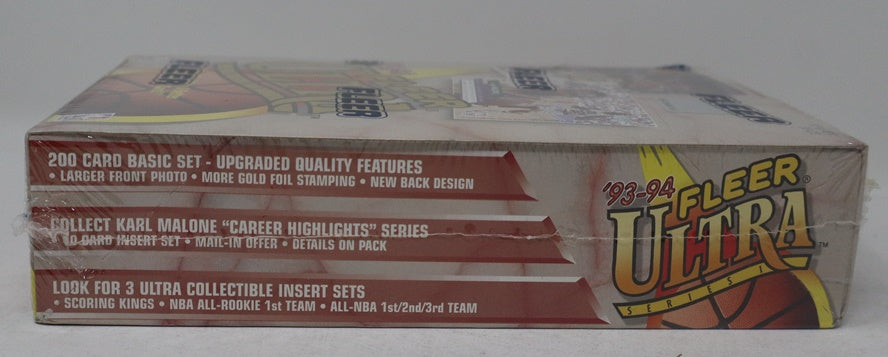 FLEER
FLEER
FLEER
FLEER
200 CARD BASIC SET - UPGRADED QUALITY FEATURES
• LARGER FRONT PHOTO • MORE GOLD FOIL STAMPING • NEW BACK DESIGN
COLLECT KARL MALONE "CAREER HIGHLIGHTS" SERIES
CARD INSERT SET • MAIL-IN OFFER • DETAILS ON PACK
LOOK FOR 3 ULTRA COLLECTIBLE INSERT SETS
• SCORING KINGS • NBA ALL-ROOKIE 1st TEAM • ALL-NBA 1st/2nd/3rd TEAM
'93-94 FLEER®
ULTRA™
SERIES I